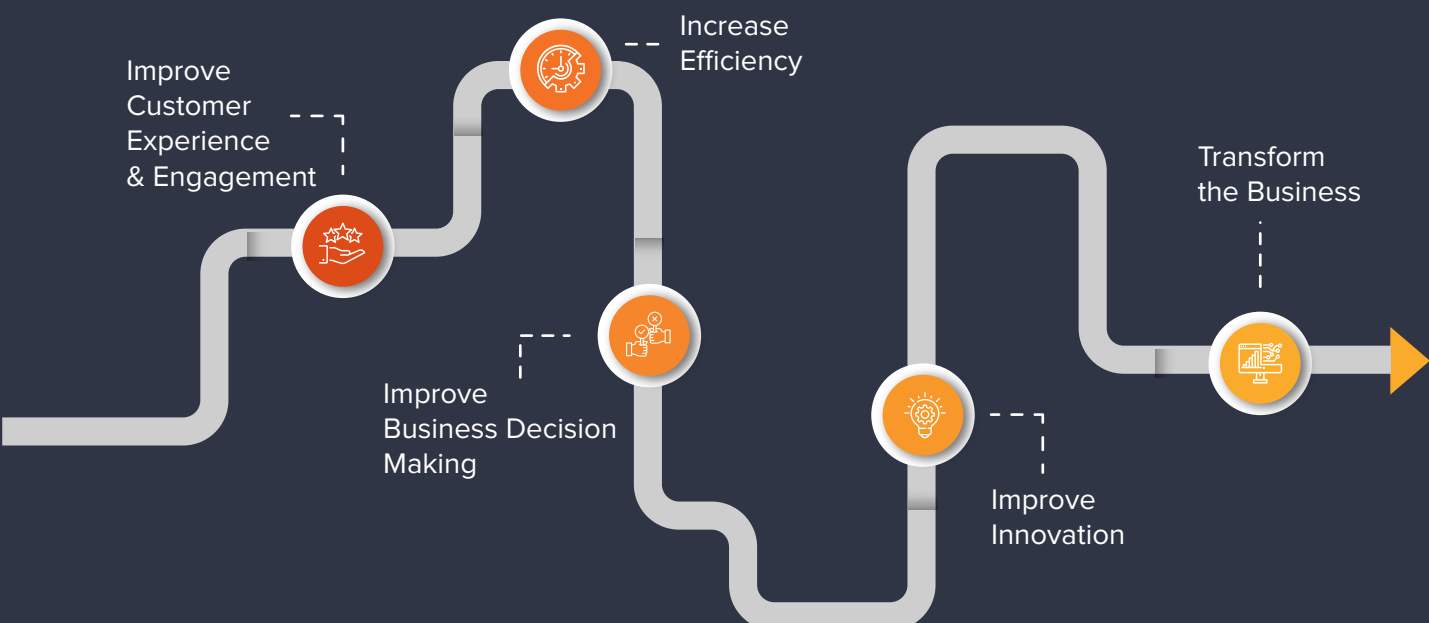 Improve
Customer
Experience
& Engagement
Increase
Efficiency
Improve
Business Decision
Making
Improve
Innovation
Transform
the Business